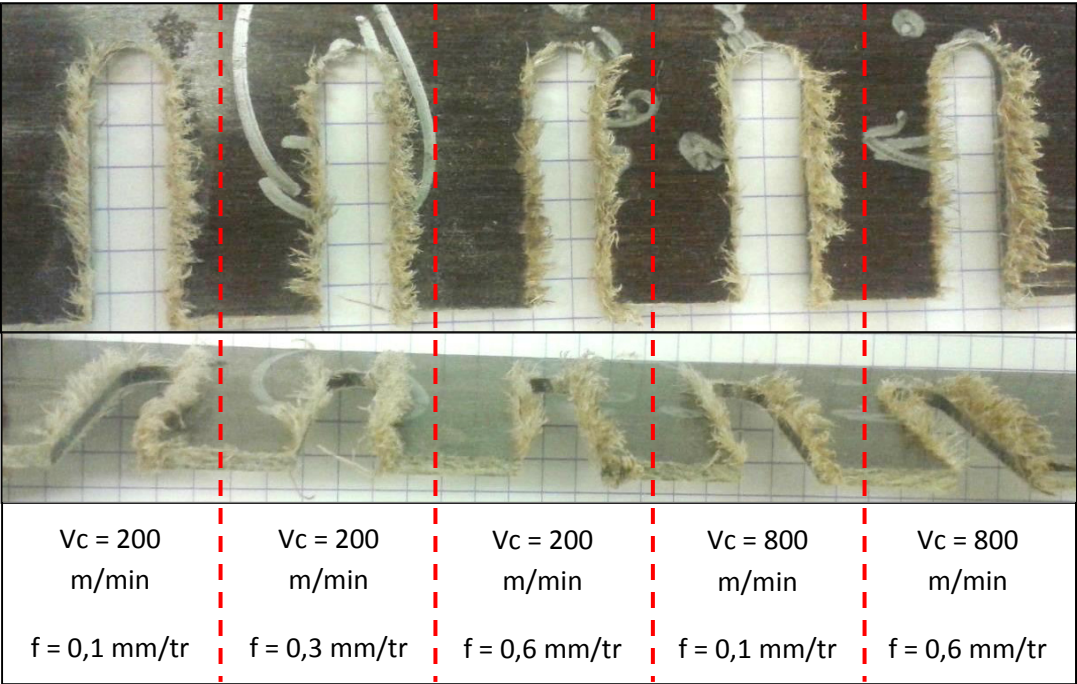 Vc = 200
m/min
f = 0,1 mm/tr
Vc = 200
m/min
f = 0,3 mm/tr
Vc = 200
m/min
f = 0,6 mm/tr
Vc = 800
m/min
f = 0,1 mm/tr
Vc = 800
m/min
f = 0,6 mm/tr